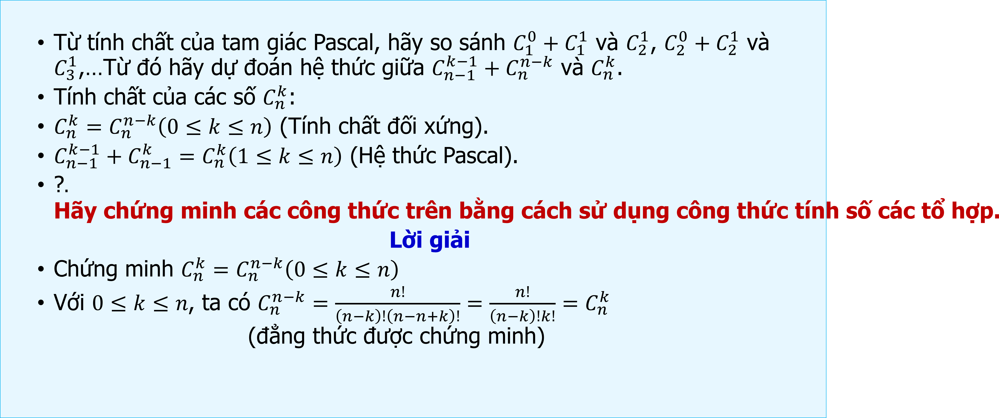 • Từ tính chất của tam giác Pascal, hãy so sánh $C_1^0 + C_1^1$ và $C_2^1$, $C_2^0 + C_2^1$ và
$C_3^1$,...Từ đó hãy dự đoán hệ thức giữa $C_{n-1}^{k-1} + C_n^{n-k}$ và $C_n^k$.
• Tính chất của các số $C_n^k$:
• $C_n^k = C_n^{n-k}(0 \leq k \leq n)$ (Tính chất đối xứng).
• $C_{n-1}^{k-1} + C_{n-1}^k = C_n^k(1 \leq k \leq n)$ (Hệ thức Pascal).
• ?.
Hãy chứng minh các công thức trên bằng cách sử dụng công thức tính số các tổ hợp.
Lời giải
• Chứng minh $C_n^k = C_n^{n-k}(0 \leq k \leq n)$
• Với $0 \leq k \leq n$, ta có $C_n^{n-k} = \frac{n!}{(n-k)!(n-n+k)!} = \frac{n!}{(n-k)!k!} = C_n^k$
(đẳng thức được chứng minh)